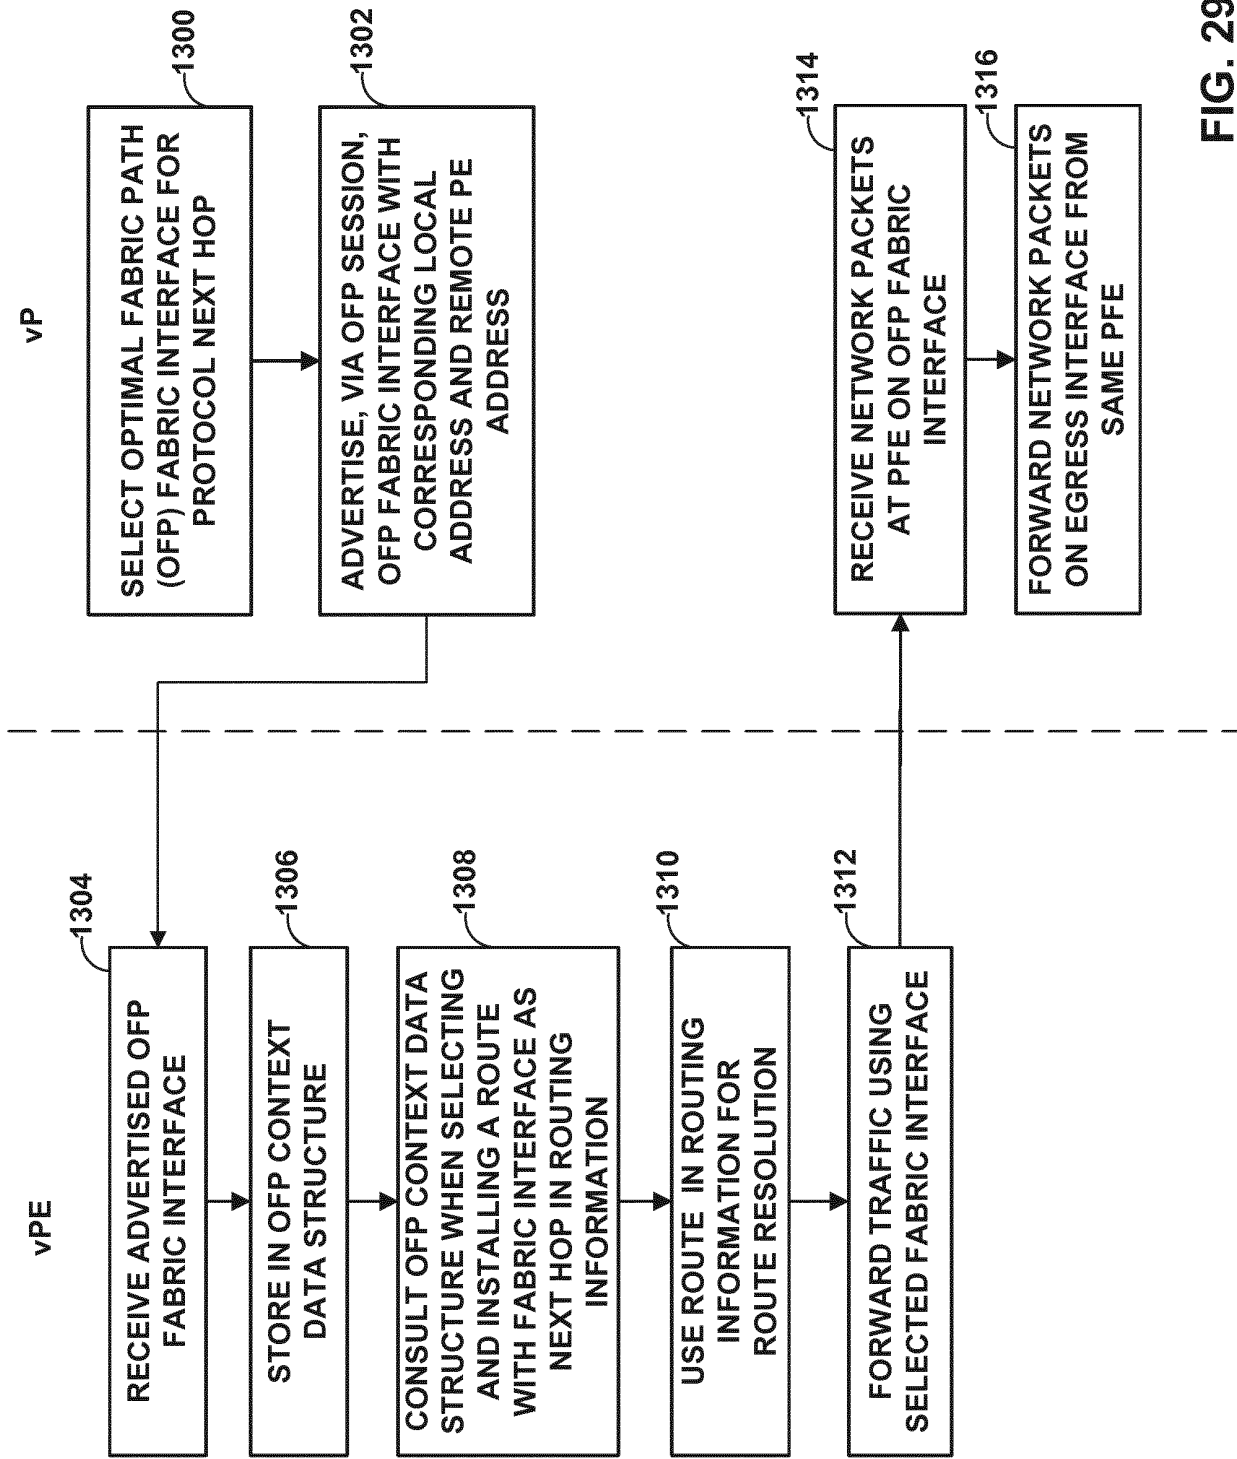 vPE
vP
RECEIVE ADVERTISED OFP
FABRIC INTERFACE
1304
STORE IN OFP CONTEXT
DATA STRUCTURE
1306
CONSULT OFP CONTEXT DATA
STRUCTURE WHEN SELECTING
AND INSTALLING A ROUTE
WITH FABRIC INTERFACE AS
NEXT HOP IN ROUTING
INFORMATION
1308
USE ROUTE IN ROUTING
INFORMATION FOR
ROUTE RESOLUTION
1310
FORWARD TRAFFIC USING
SELECTED FABRIC INTERFACE
1312
SELECT OPTIMAL FABRIC PATH
(OFP) FABRIC INTERFACE FOR
PROTOCOL NEXT HOP
1300
ADVERTISE, VIA OFP SESSION,
OFP FABRIC INTERFACE WITH
CORRESPONDING LOCAL
ADDRESS AND REMOTE PE
ADDRESS
1302
RECEIVE NETWORK PACKETS
AT PFE ON OFP FABRIC
INTERFACE
1314
FORWARD NETWORK PACKETS
ON EGRESS INTERFACE FROM
SAME PFE
1316
FIG. 29